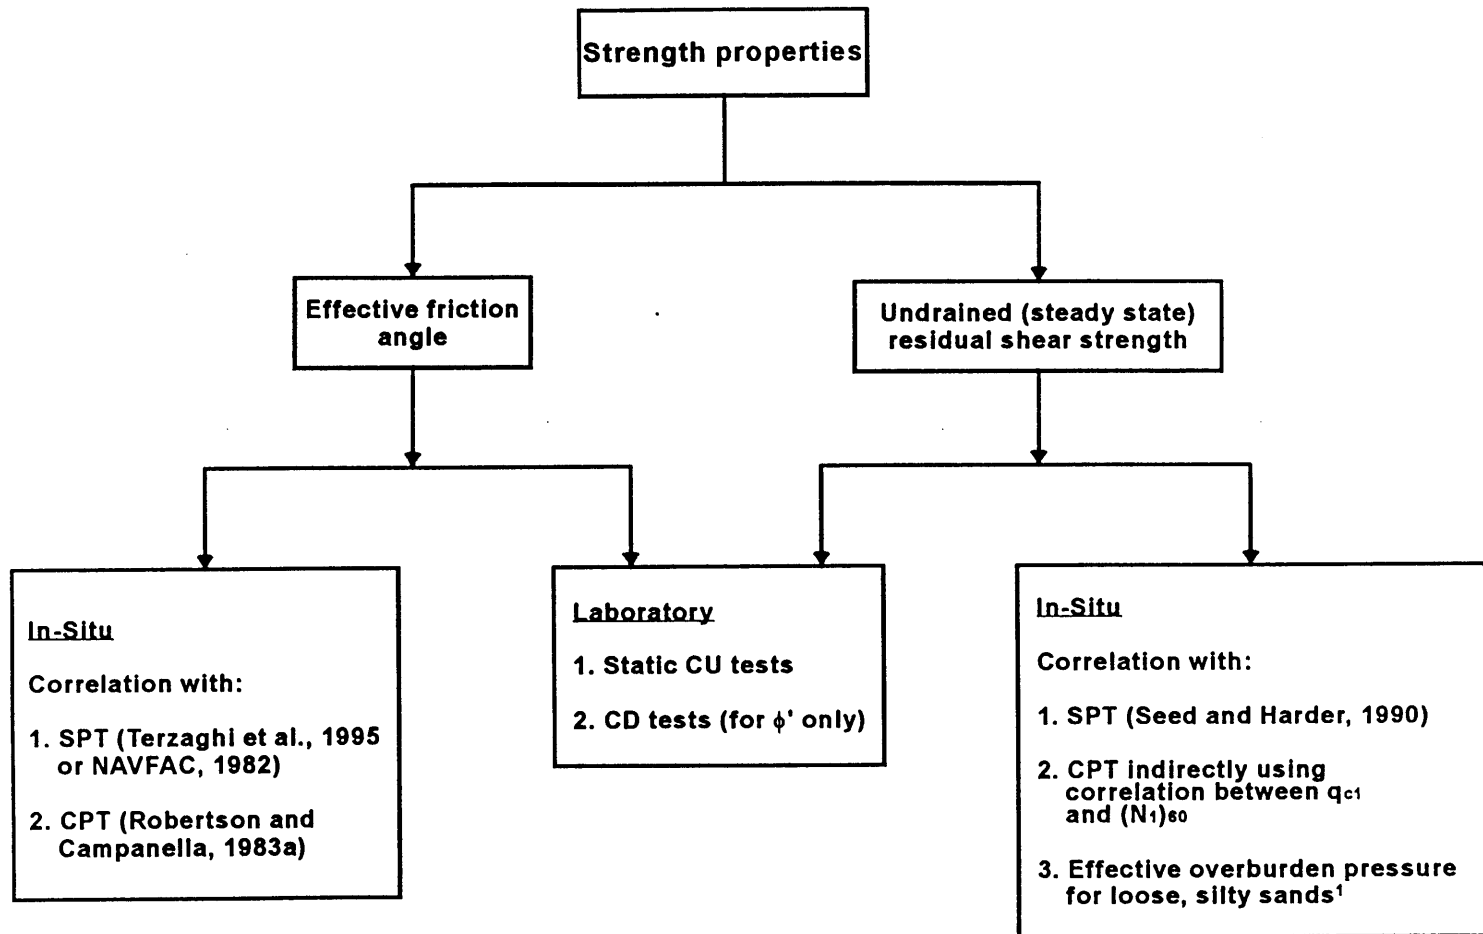 Strength properties
Effective friction
angle
Undrained (steady state)
residual shear strength
In-Situ
Correlation with:
1. SPT (Terzaghi et al., 1995
or NAVFAC, 1982)
2. CPT (Robertson and
Campanella, 1983a)
Laboratory
1. Static CU tests
2. CD tests (for ϕ' only)
In-Situ
Correlation with:
1. SPT (Seed and Harder, 1990)
2. CPT indirectly using
correlation between qc1
and (N1)60
3. Effective overburden pressure
for loose, silty sands¹